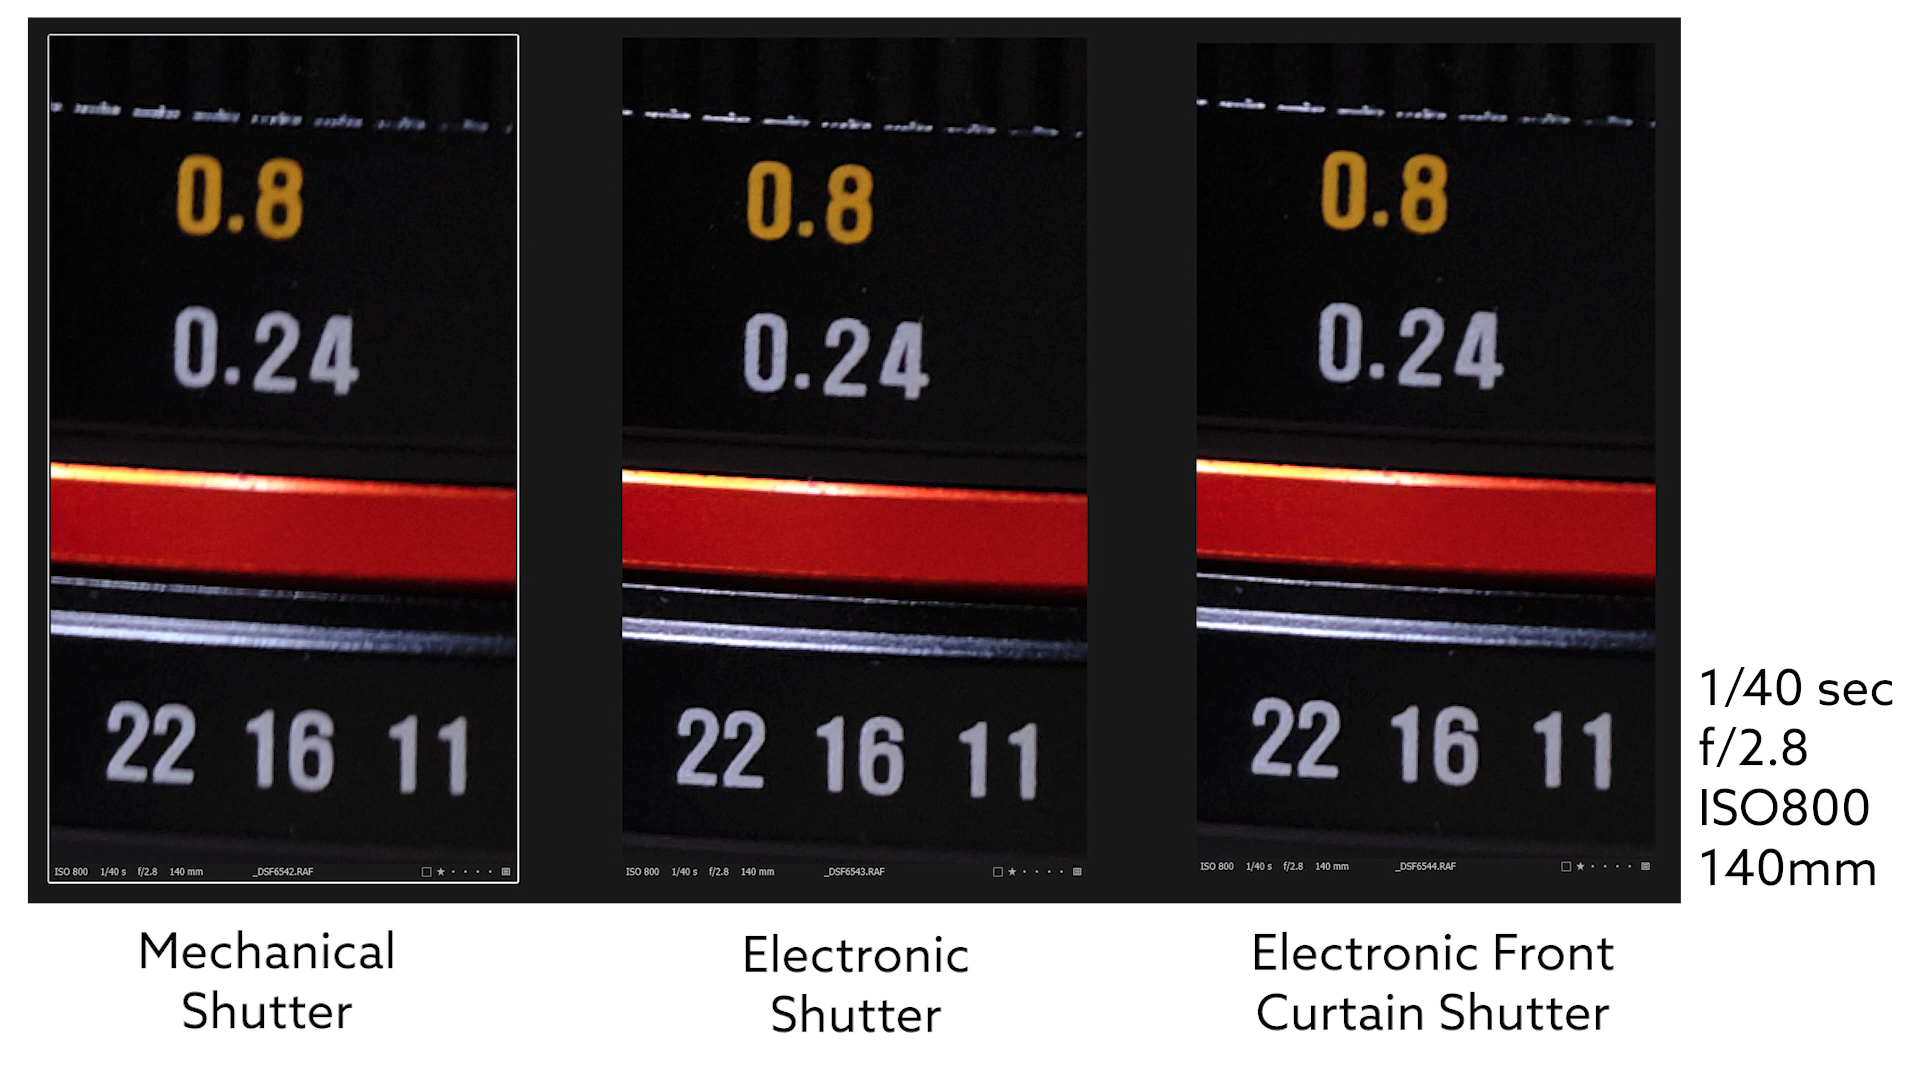 0.8
0.24
22 16 11
ISO 800 1/40 s f/2.8 140 mm _DSF6542.RAF
0.8
0.24
22 16 11
ISO 800 1/40 s f/2.8 140 mm _DSF6543.RAF
0.8
0.24
22 16 11
ISO 800 1/40 s f/2.8 140 mm _DSF6544.RAF
1/40 sec
f/2.8
ISO800
140mm
Mechanical
Shutter
Electronic
Shutter
Electronic Front
Curtain Shutter